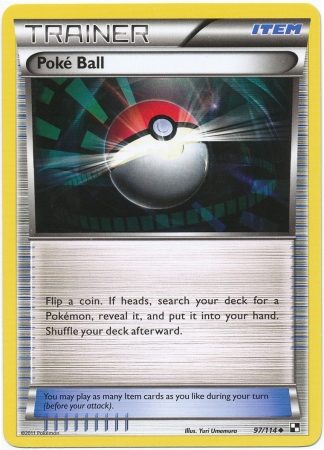 TRAINER ITEM
Poké Ball
Flip a coin. If heads, search your deck for a
Pokémon, reveal it, and put it into your hand.
Shuffle your deck afterward.
You may play as many Item cards as you like during your turn
(before your attack).
©2011 Pokémon Illus. Yuri Umemura 97/114◆